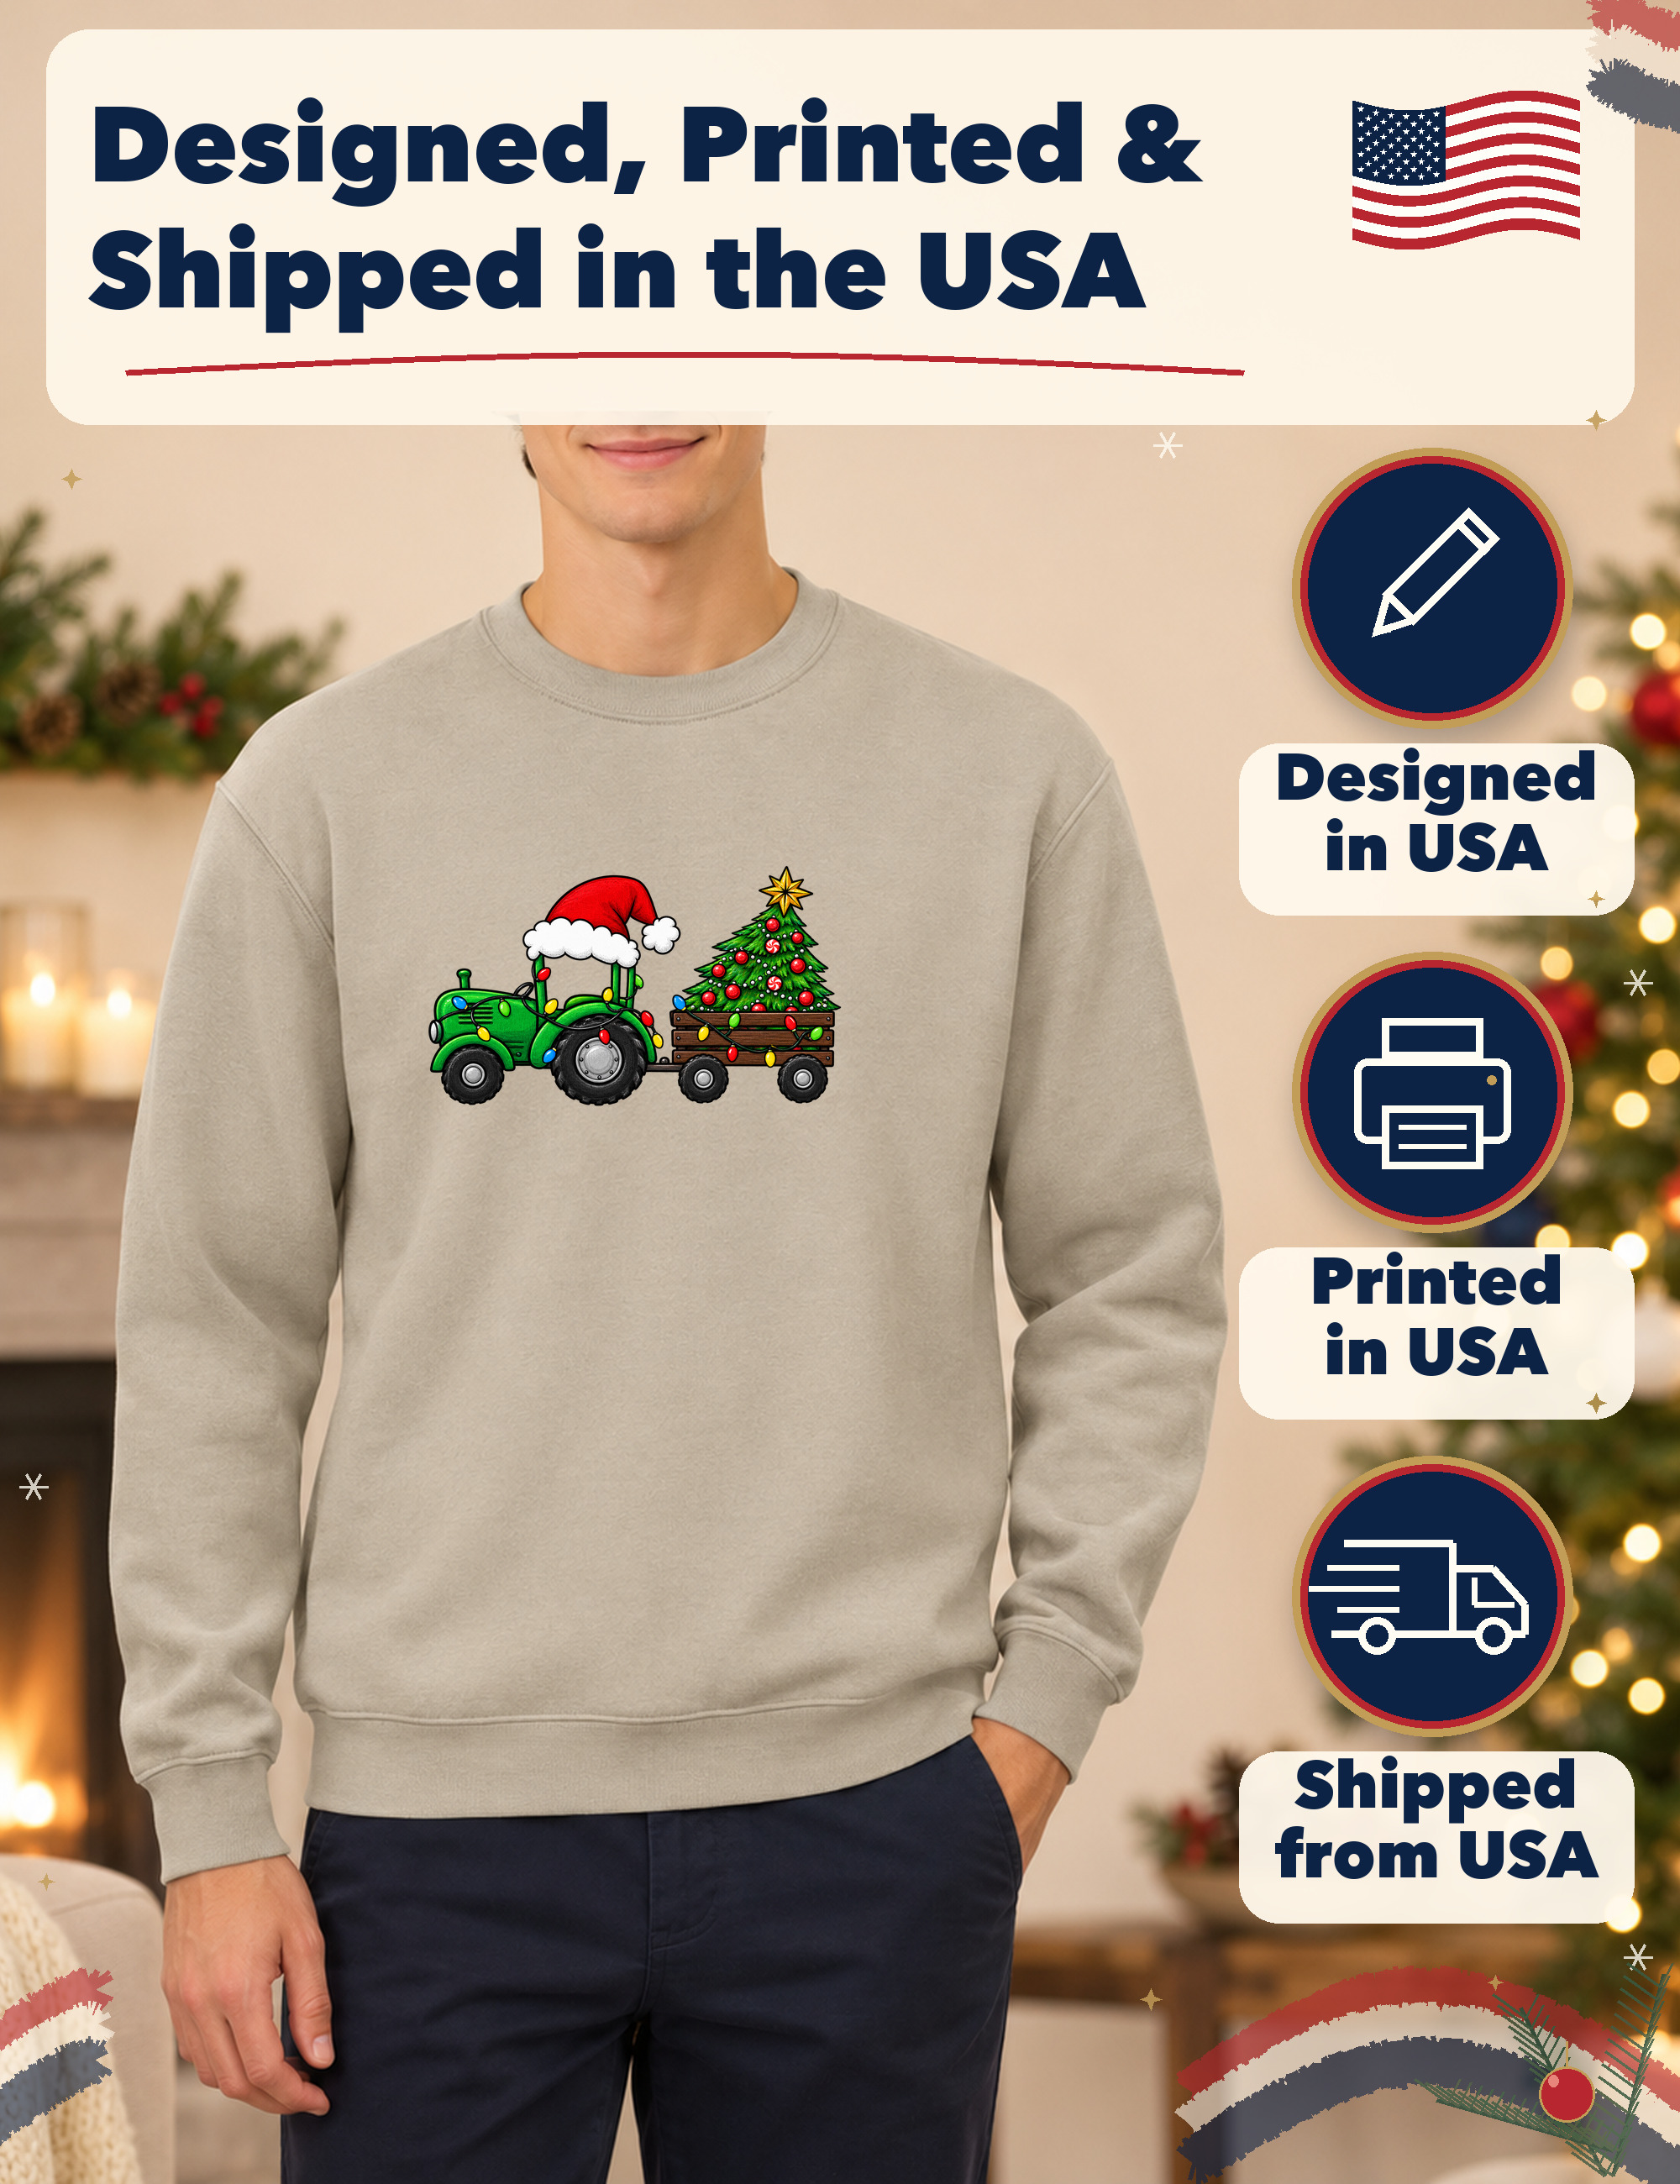 Designed, Printed &
Shipped in the USA
Designed
in USA
Printed
in USA
Shipped
from USA